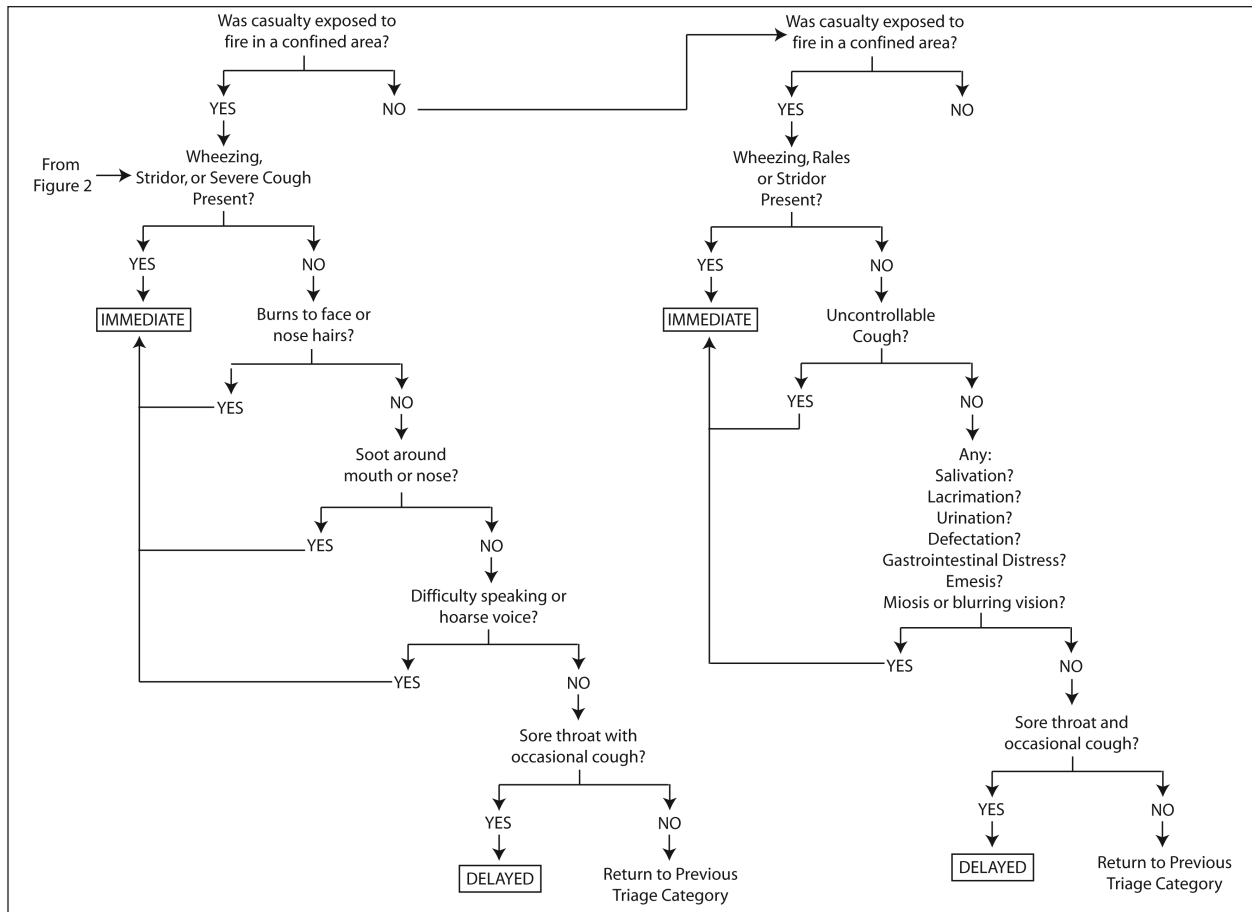 Was casualty exposed to
fire in a confined area?
YES
NO
From
Figure 2
Wheezing,
Stridor, or Severe Cough
Present?
YES
NO
IMMEDIATE
Burns to face or
nose hairs?
YES
NO
Soot around
mouth or nose?
YES
NO
Difficulty speaking or
hoarse voice?
YES
NO
Sore throat with
occasional cough?
YES
NO
DELAYED
Return to Previous
Triage Category
Was casualty exposed to
fire in a confined area?
YES
NO
Wheezing, Rales
or Stridor
Present?
YES
NO
IMMEDIATE
Uncontrollable
Cough?
YES
NO
Any:
Salivation?
Lacrimation?
Urination?
Defectation?
Gastrointestinal Distress?
Emesis?
Miosis or blurring vision?
YES
NO
Sore throat and
occasional cough?
YES
NO
DELAYED
Return to Previous
Triage Category